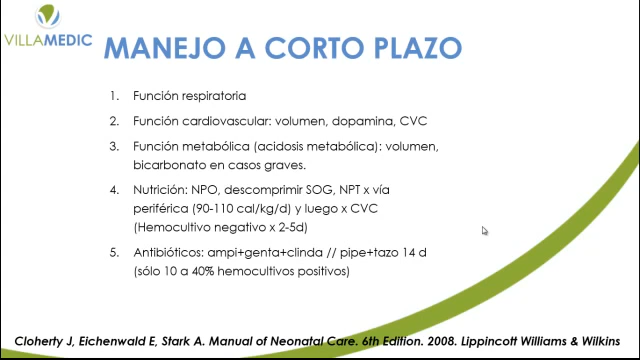 VILLAMEDIC
MANEJO A CORTO PLAZO
1. Función respiratoria
2. Función cardiovascular: volumen, dopamina, CVC
3. Función metabólica (acidosis metabólica): volumen,
bicarbonato en casos graves.
4. Nutrición: NPO, descomprimir SOG, NPT x vía
periférica (90-110 cal/kg/d) y luego x CVC
(Hemocultivo negativo x 2-5d)
5. Antibióticos: ampi+genta+clinda // pipe+tazo 14 d
(sólo 10 a 40% hemocultivos positivos)
Cloherty J, Eichenwald E, Stark A. Manual of Neonatal Care. 6th Edition. 2008. Lippincott Williams & Wilkins